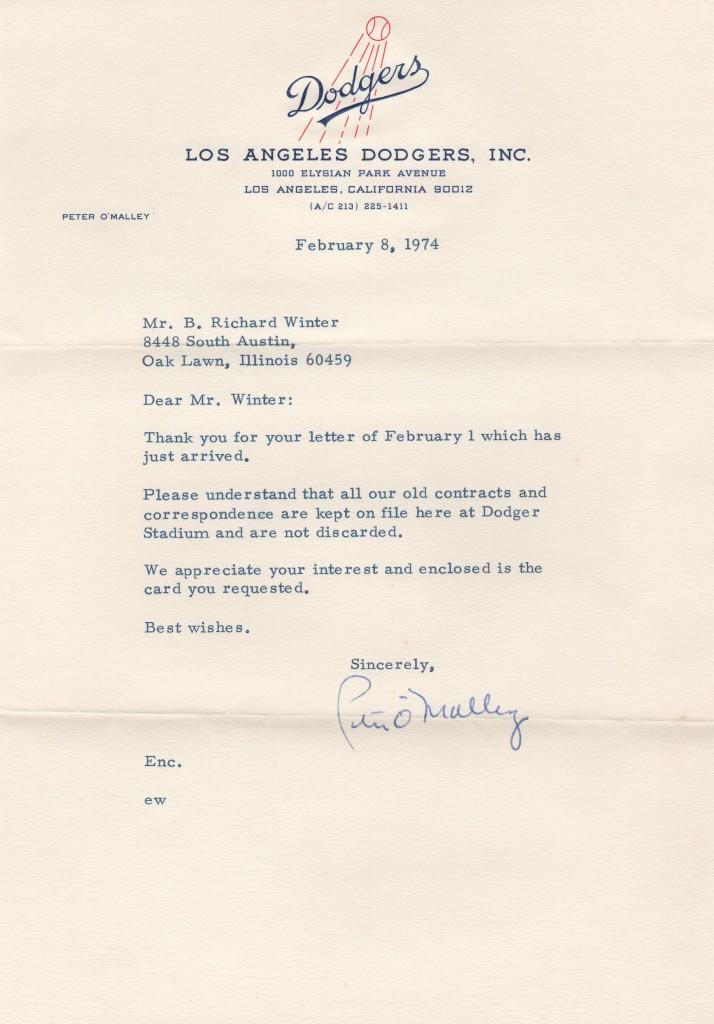 Dodgers
LOS ANGELES DODGERS, INC.
1000 ELYSIAN PARK AVENUE
LOS ANGELES, CALIFORNIA 90012
(A/C 213) 225-1411
PETER O'MALLEY
February 8, 1974
Mr. B. Richard Winter
8448 South Austin,
Oak Lawn, Illinois 60459
Dear Mr. Winter:
Thank you for your letter of February 1 which has
just arrived.
Please understand that all our old contracts and
correspondence are kept on file here at Dodger
Stadium and are not discarded.
We appreciate your interest and enclosed is the
card you requested.
Best wishes.
Sincerely,
Peter O'Malley
Enc.
ew